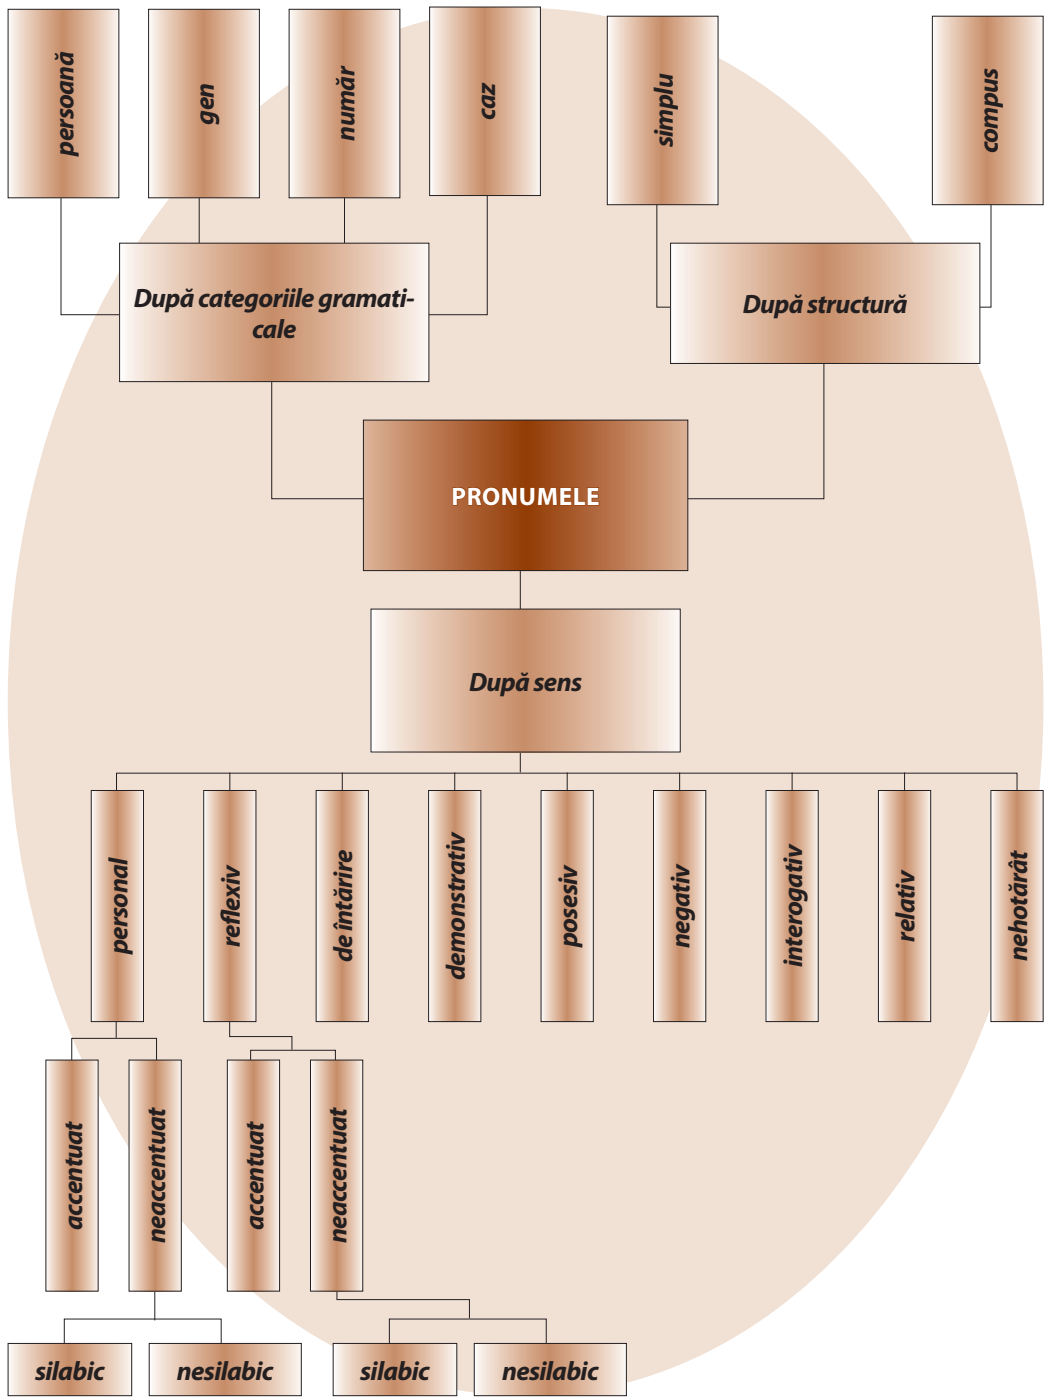 persoană
gen
număr
caz
simplu
compus
După categoriile gramati-
cale
După structură
PRONUMELE
După sens
personal
reflexiv
de întărire
demonstrativ
posesiv
negativ
interogativ
relativ
nehotărât
accentuat
neaccentuat
accentuat
neaccentuat
silabic
nesilabic
silabic
nesilabic